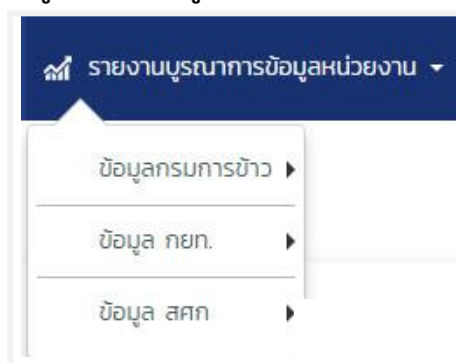 รายงานบูรณาการข้อมูลหน่วยงาน
ข้อมูลกรมการข้าว
ข้อมูล กยท.
ข้อมูล สศก